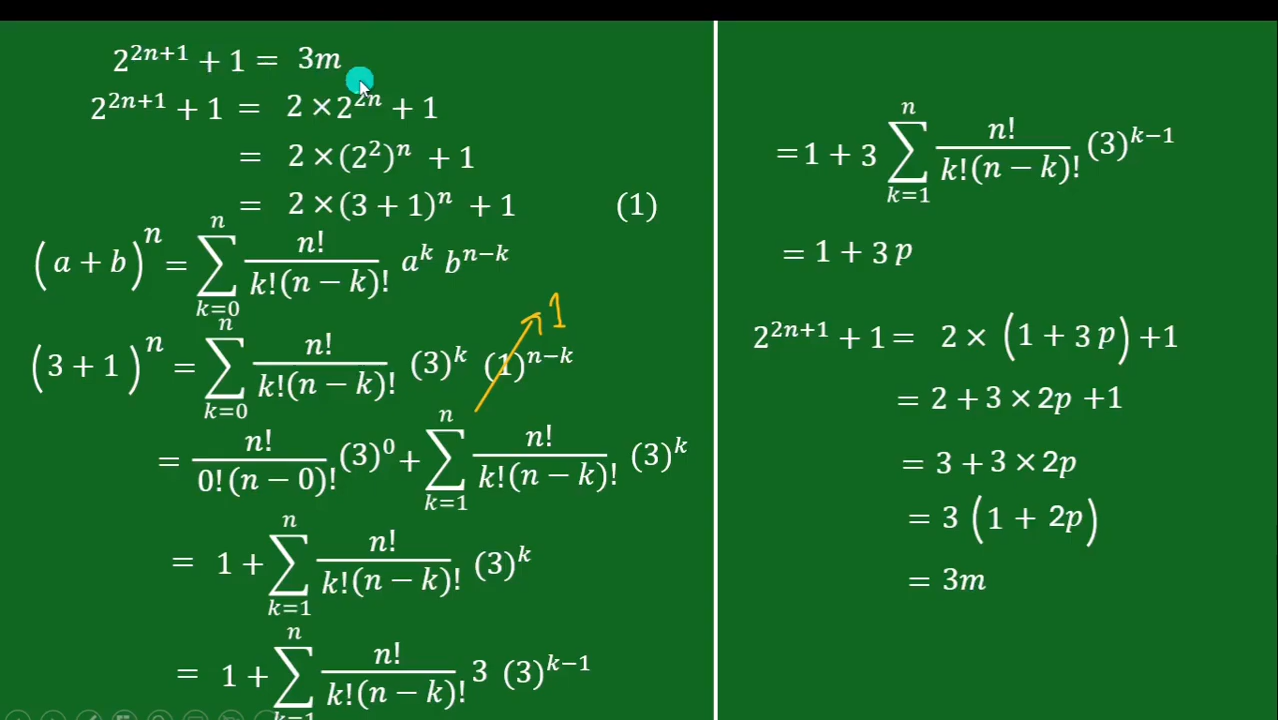 2^{2n+1} + 1 = 3m
2^{2n+1} + 1 = 2 × 2^{2n} + 1
= 2 × (2^2)^n + 1
= 2 × (3 + 1)^n + 1 (1)
(a + b)^n = \sum_{k=0}^{n} \frac{n!}{k!(n − k)!} a^k b^{n−k}
(3 + 1)^n = \sum_{k=0}^{n} \frac{n!}{k!(n − k)!} (3)^k (1)^{n−k}
1
= \frac{n!}{0!(n − 0)!} (3)^0 + \sum_{k=1}^{n} \frac{n!}{k!(n − k)!} (3)^k
= 1 + \sum_{k=1}^{n} \frac{n!}{k!(n − k)!} (3)^k
= 1 + \sum_{k=1}^{n} \frac{n!}{k!(n − k)!} 3 (3)^{k−1}
= 1 + 3 \sum_{k=1}^{n} \frac{n!}{k!(n − k)!} (3)^{k−1}
= 1 + 3 p
2^{2n+1} + 1 = 2 × (1 + 3 p) + 1
= 2 + 3 × 2p + 1
= 3 + 3 × 2p
= 3 (1 + 2p)
= 3m